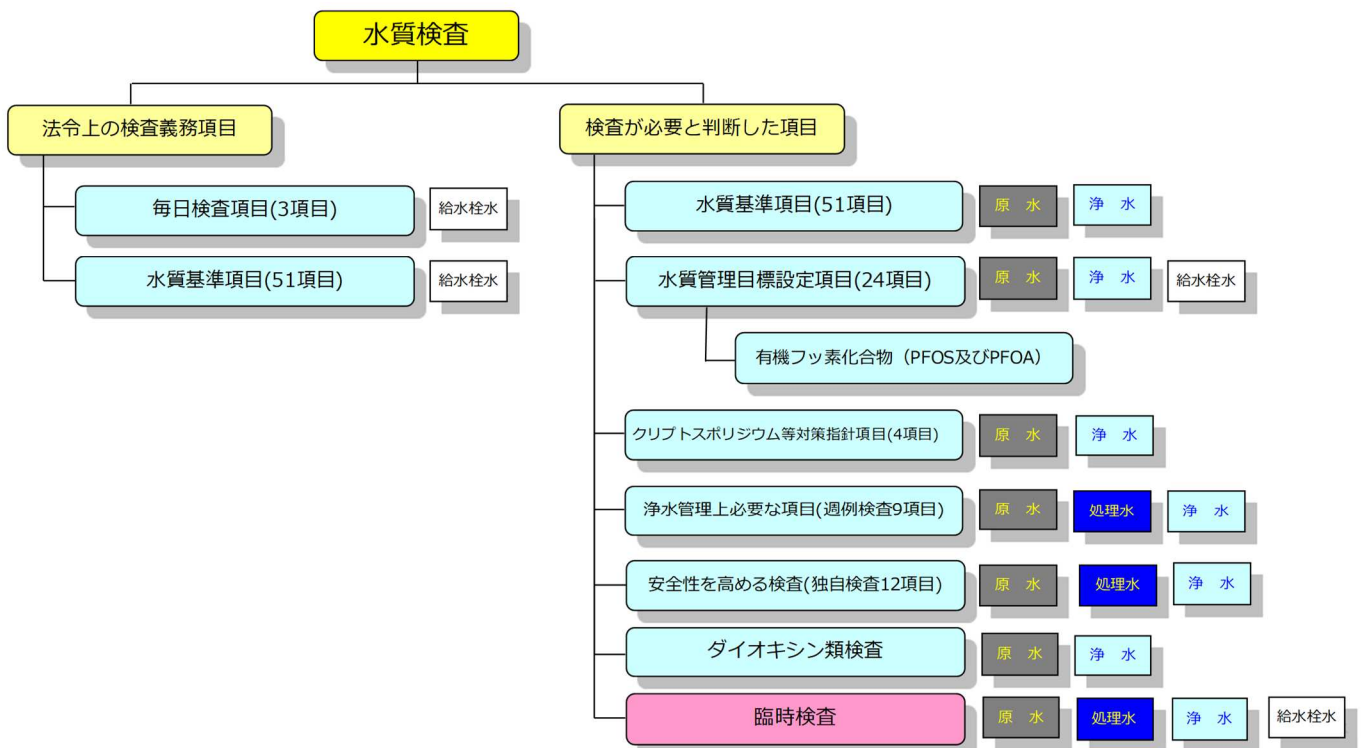 水質検査
法令上の検査義務項目
毎日検査項目(3項目) 給水栓水
水質基準項目(51項目) 給水栓水
検査が必要と判断した項目
水質基準項目(51項目) 原 水 浄 水
水質管理目標設定項目(24項目) 原 水 浄 水 給水栓水
有機フッ素化合物（PFOS及びPFOA）
クリプトスポリジウム等対策指針項目(4項目) 原 水 浄 水
浄水管理上必要な項目(週例検査9項目) 原 水 処理水 浄 水
安全性を高める検査(独自検査12項目) 原 水 処理水 浄 水
ダイオキシン類検査 原 水 浄 水
臨時検査 原 水 処理水 浄 水 給水栓水